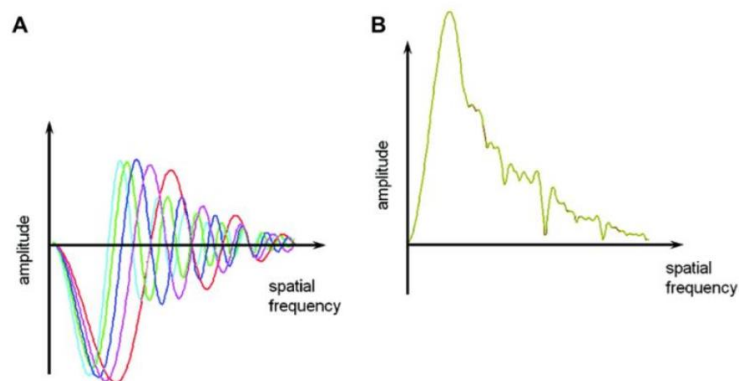 A
amplitude
spatial
frequency
B
amplitude
spatial
frequency